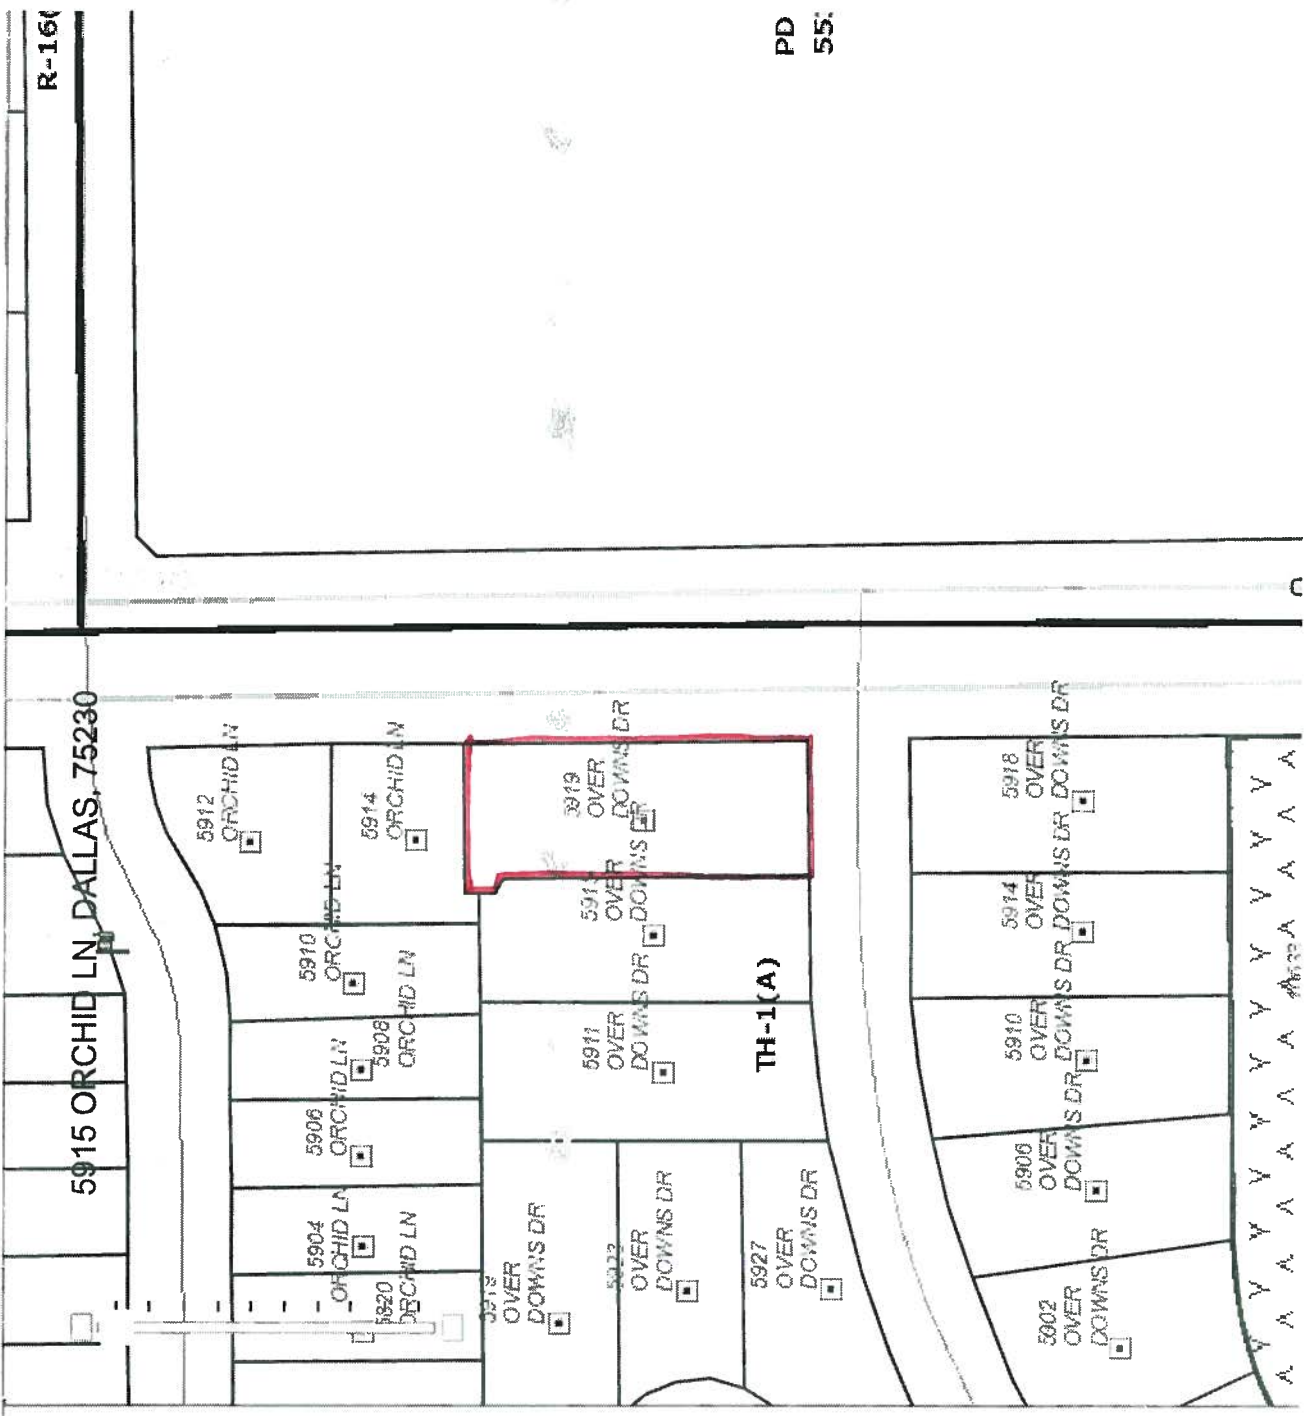 R-16(
PD
55:
5915 ORCHID LN, DALLAS, 75230
5912
ORCHID LN
5914
ORCHID LN
5910
ORCHID LN
5908
ORCHID LN
5906
ORCHID LN
5904
ORCHID LN
5820
ORCHID LN
5919
OVER
DOWNS DR
591
OVER
DOWNS DR
5911
OVER
DOWNS DR
TH-1(A)
OVER
DOWNS DR
OVER
DOWNS DR
5927
OVER
DOWNS DR
5918
OVER
DOWNS DR
5914
OVER
DOWNS DR
5910
OVER
DOWNS DR
5906
OVER
DOWNS DR
5902
OVER
DOWNS DR